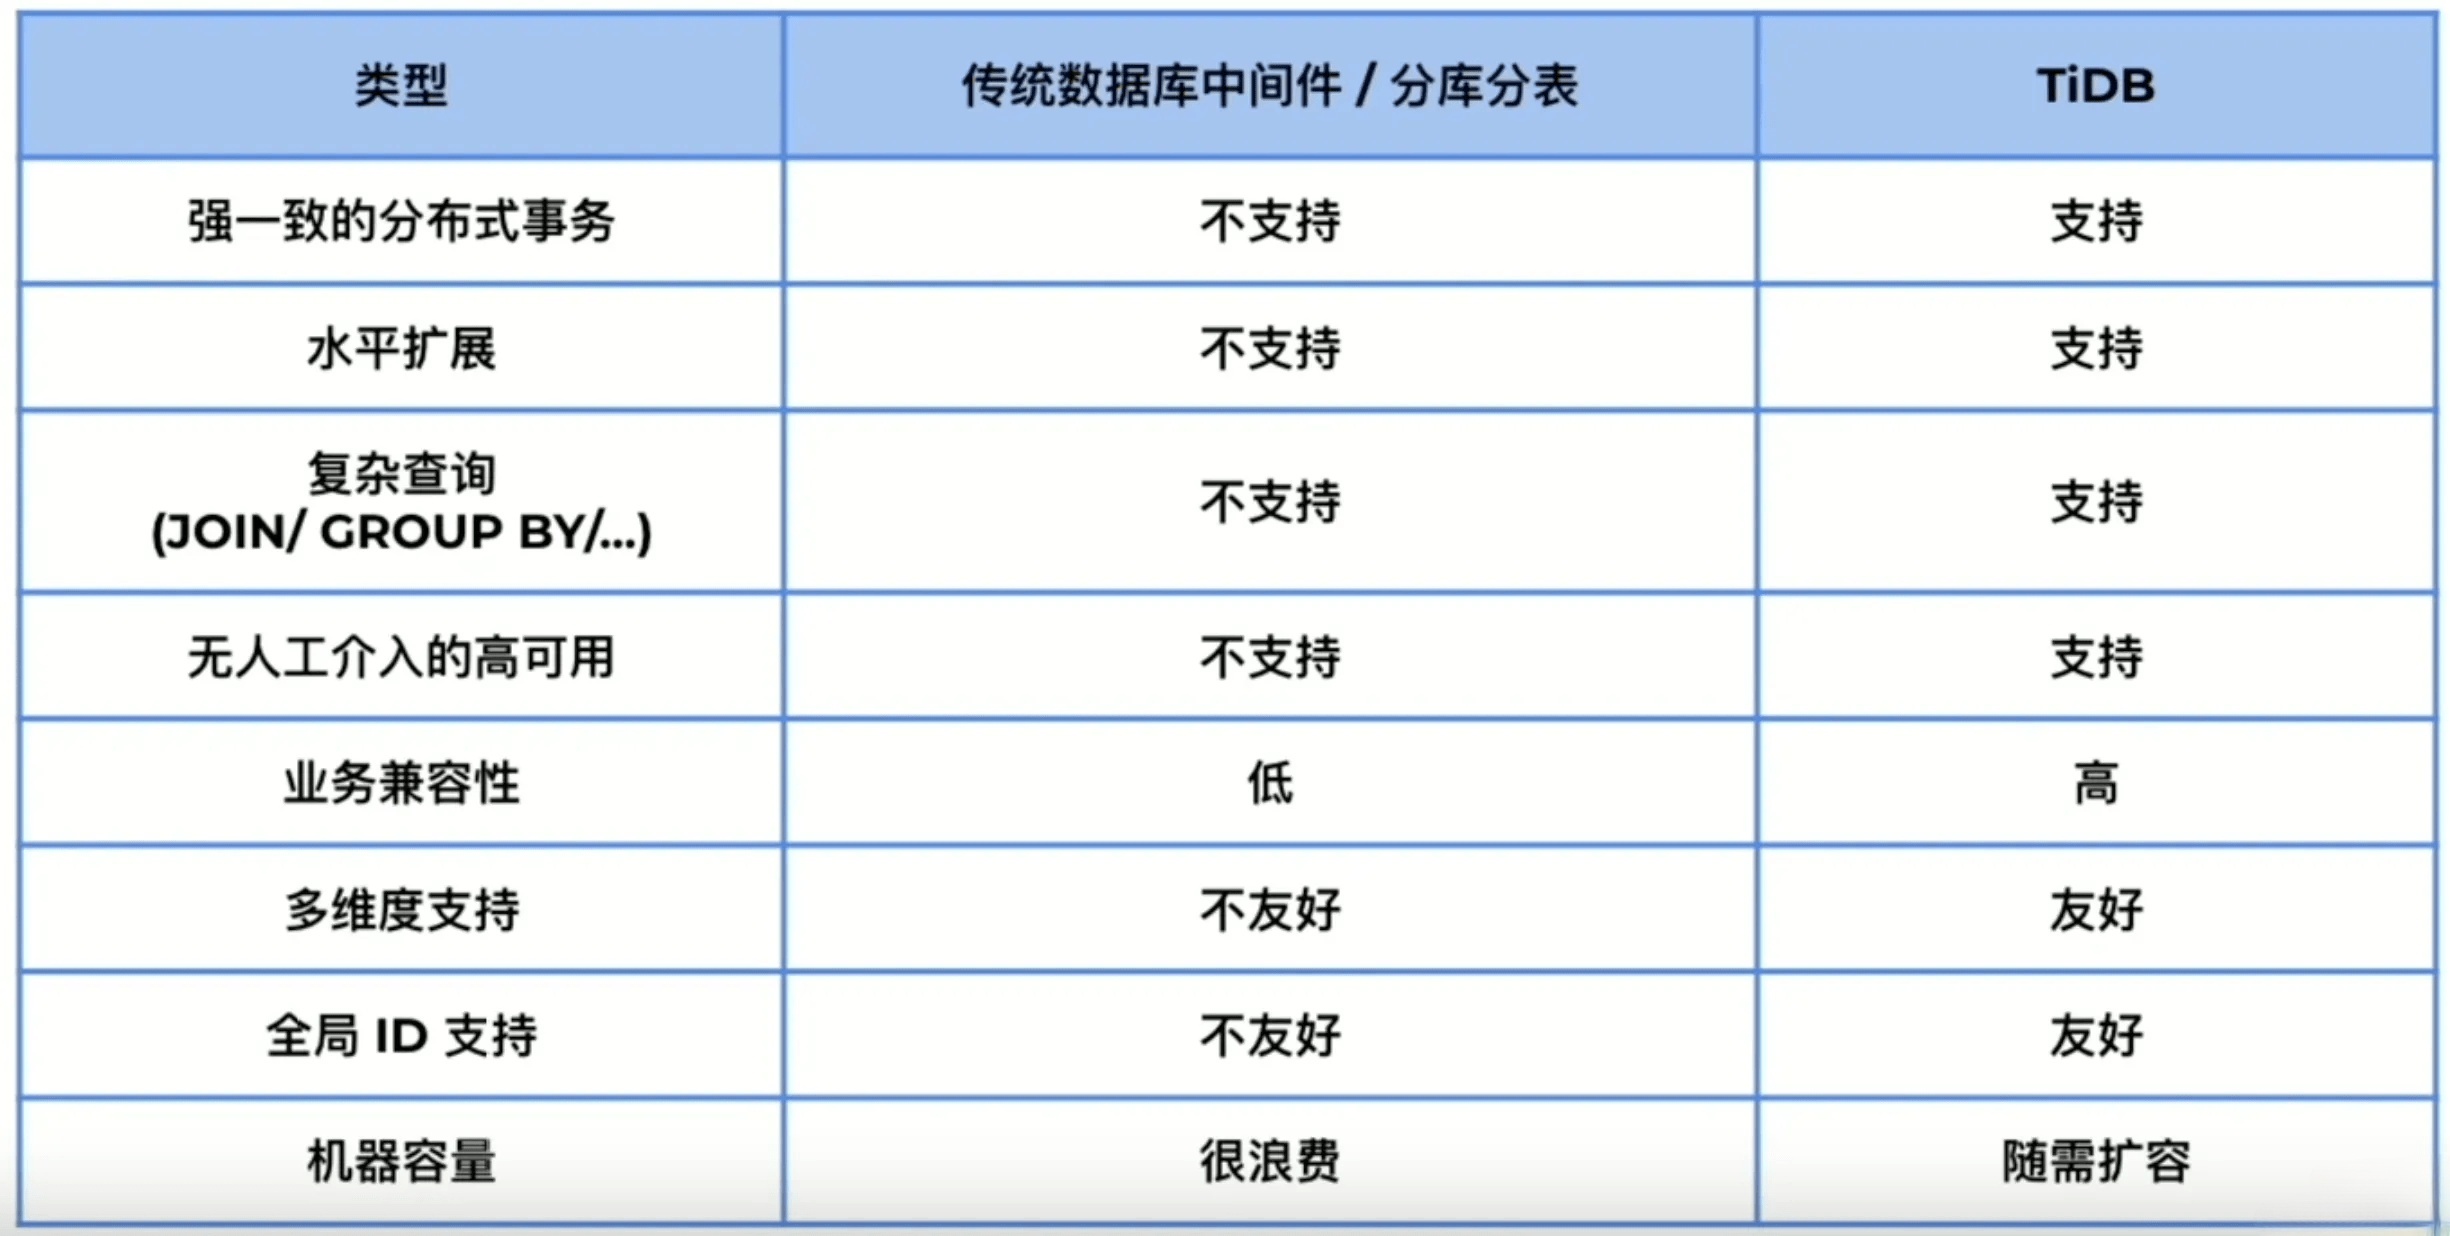 类型
传统数据库中间件 / 分库分表
TiDB
强一致的分布式事务
不支持
支持
水平扩展
不支持
支持
复杂查询
(JOIN/ GROUP BY/...)
不支持
支持
无人工介入的高可用
不支持
支持
业务兼容性
低
高
多维度支持
不友好
友好
全局 ID 支持
不友好
友好
机器容量
很浪费
随需扩容